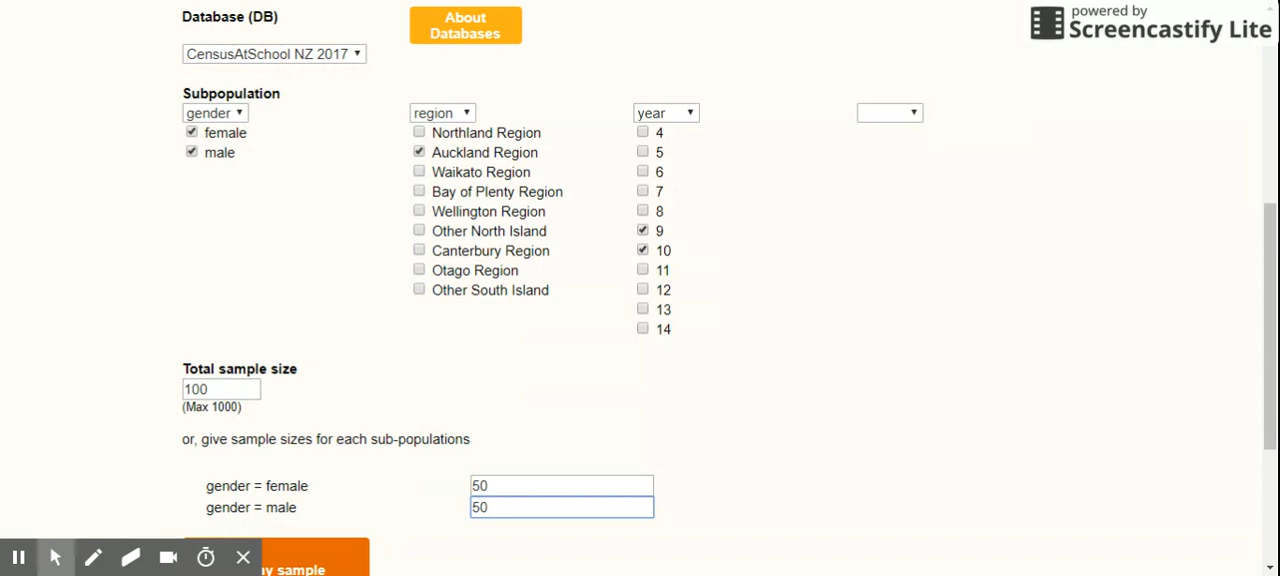 Database (DB)
About
Databases
powered by
Screencastify Lite
CensusAtSchool NZ 2017
Subpopulation
gender
region
year
female
male
Northland Region
Auckland Region
Waikato Region
Bay of Plenty Region
Wellington Region
Other North Island
Canterbury Region
Otago Region
Other South Island
4
5
6
7
8
9
10
11
12
13
14
Total sample size
100
(Max 1000)
or, give sample sizes for each sub-populations
gender = female
50
gender = male
50
sample